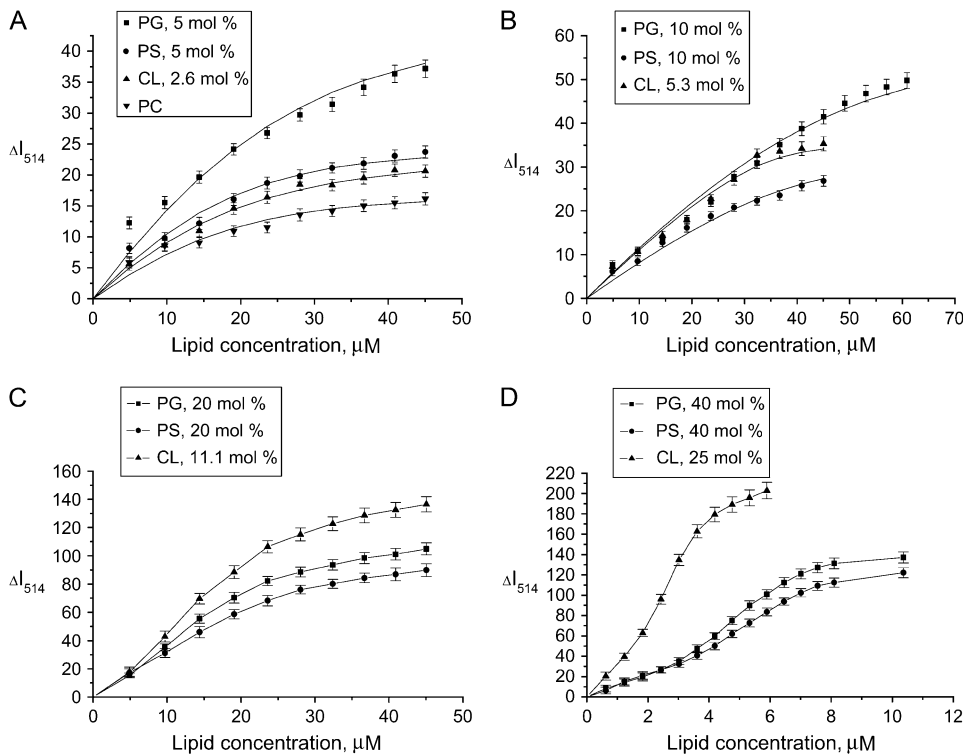 A
PG, 5 mol %
PS, 5 mol %
CL, 2.6 mol %
PC
40
35
30
25
20
15
10
5
0
ΔI514
0 10 20 30 40 50
Lipid concentration, μM
B
PG, 10 mol %
PS, 10 mol %
CL, 5.3 mol %
60
50
40
30
20
10
0
ΔI514
0 10 20 30 40 50 60 70
Lipid concentration, μM
C
PG, 20 mol %
PS, 20 mol %
CL, 11.1 mol %
160
140
120
100
80
60
40
20
0
ΔI514
0 10 20 30 40 50
Lipid concentration, μM
D
PG, 40 mol %
PS, 40 mol %
CL, 25 mol %
220
200
180
160
140
120
100
80
60
40
20
0
ΔI514
0 2 4 6 8 10 12
Lipid concentration, μM